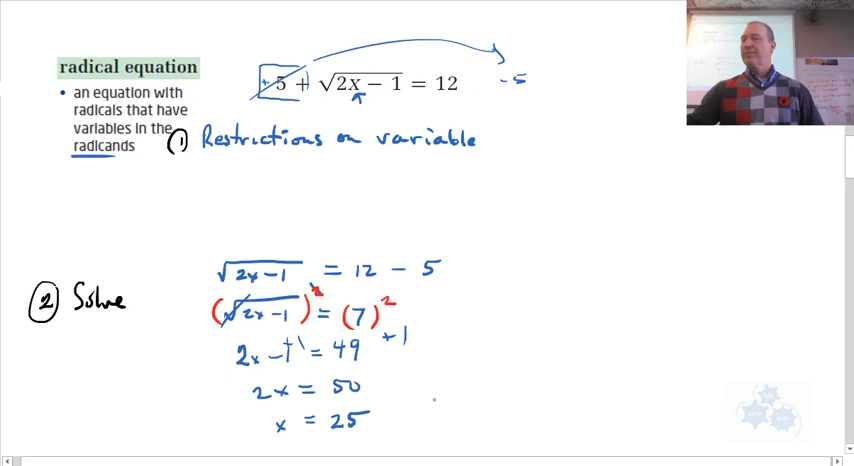 radical equation
• an equation with
radicals that have
variables in the
radicands
+ 5 + √2x − 1 = 12
- 5
① Restrictions on variable
② Solve
√2x-1 = 12 - 5
(√2x-1)² = (7)²
2x - 1 +1 = 49 +1
2x = 50
x = 25